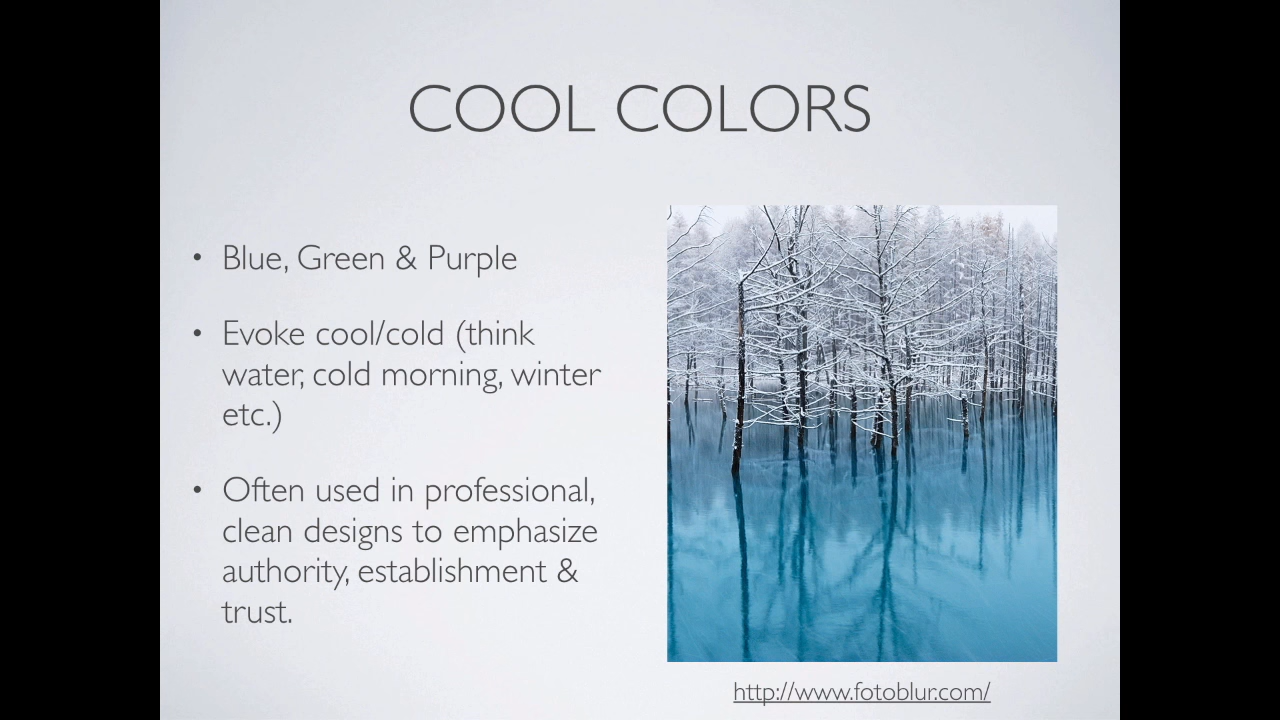 COOL COLORS
• Blue, Green & Purple
• Evoke cool/cold (think
water, cold morning, winter
etc.)
• Often used in professional,
clean designs to emphasize
authority, establishment &
trust.
http://www.fotoblur.com/